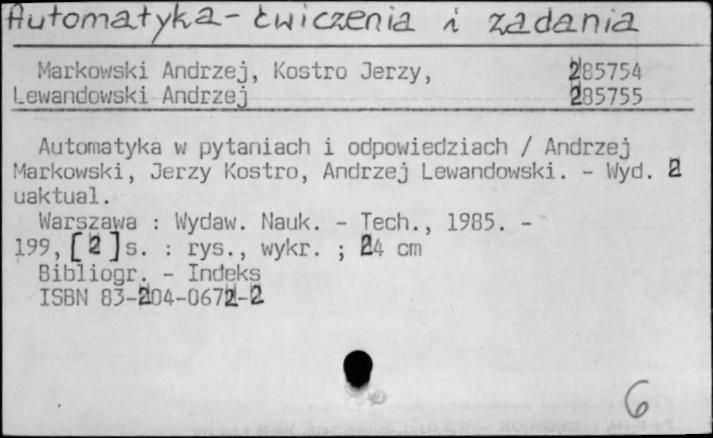 Automatyka - ćwiczenia i zadania
Markowski Andrzej, Kostro Jerzy, 285754
Lewandowski Andrzej 285755
Automatyka w pytaniach i odpowiedziach / Andrzej
Markowski, Jerzy Kostro, Andrzej Lewandowski. - Wyd. 2
uaktual.
Warszawa : Wydaw. Nauk. - Tech., 1985. -
199, [2] s. : rys., wykr. ; 24 cm
Bibliogr. - Indeks
ISBN 83-204-0672-2
6